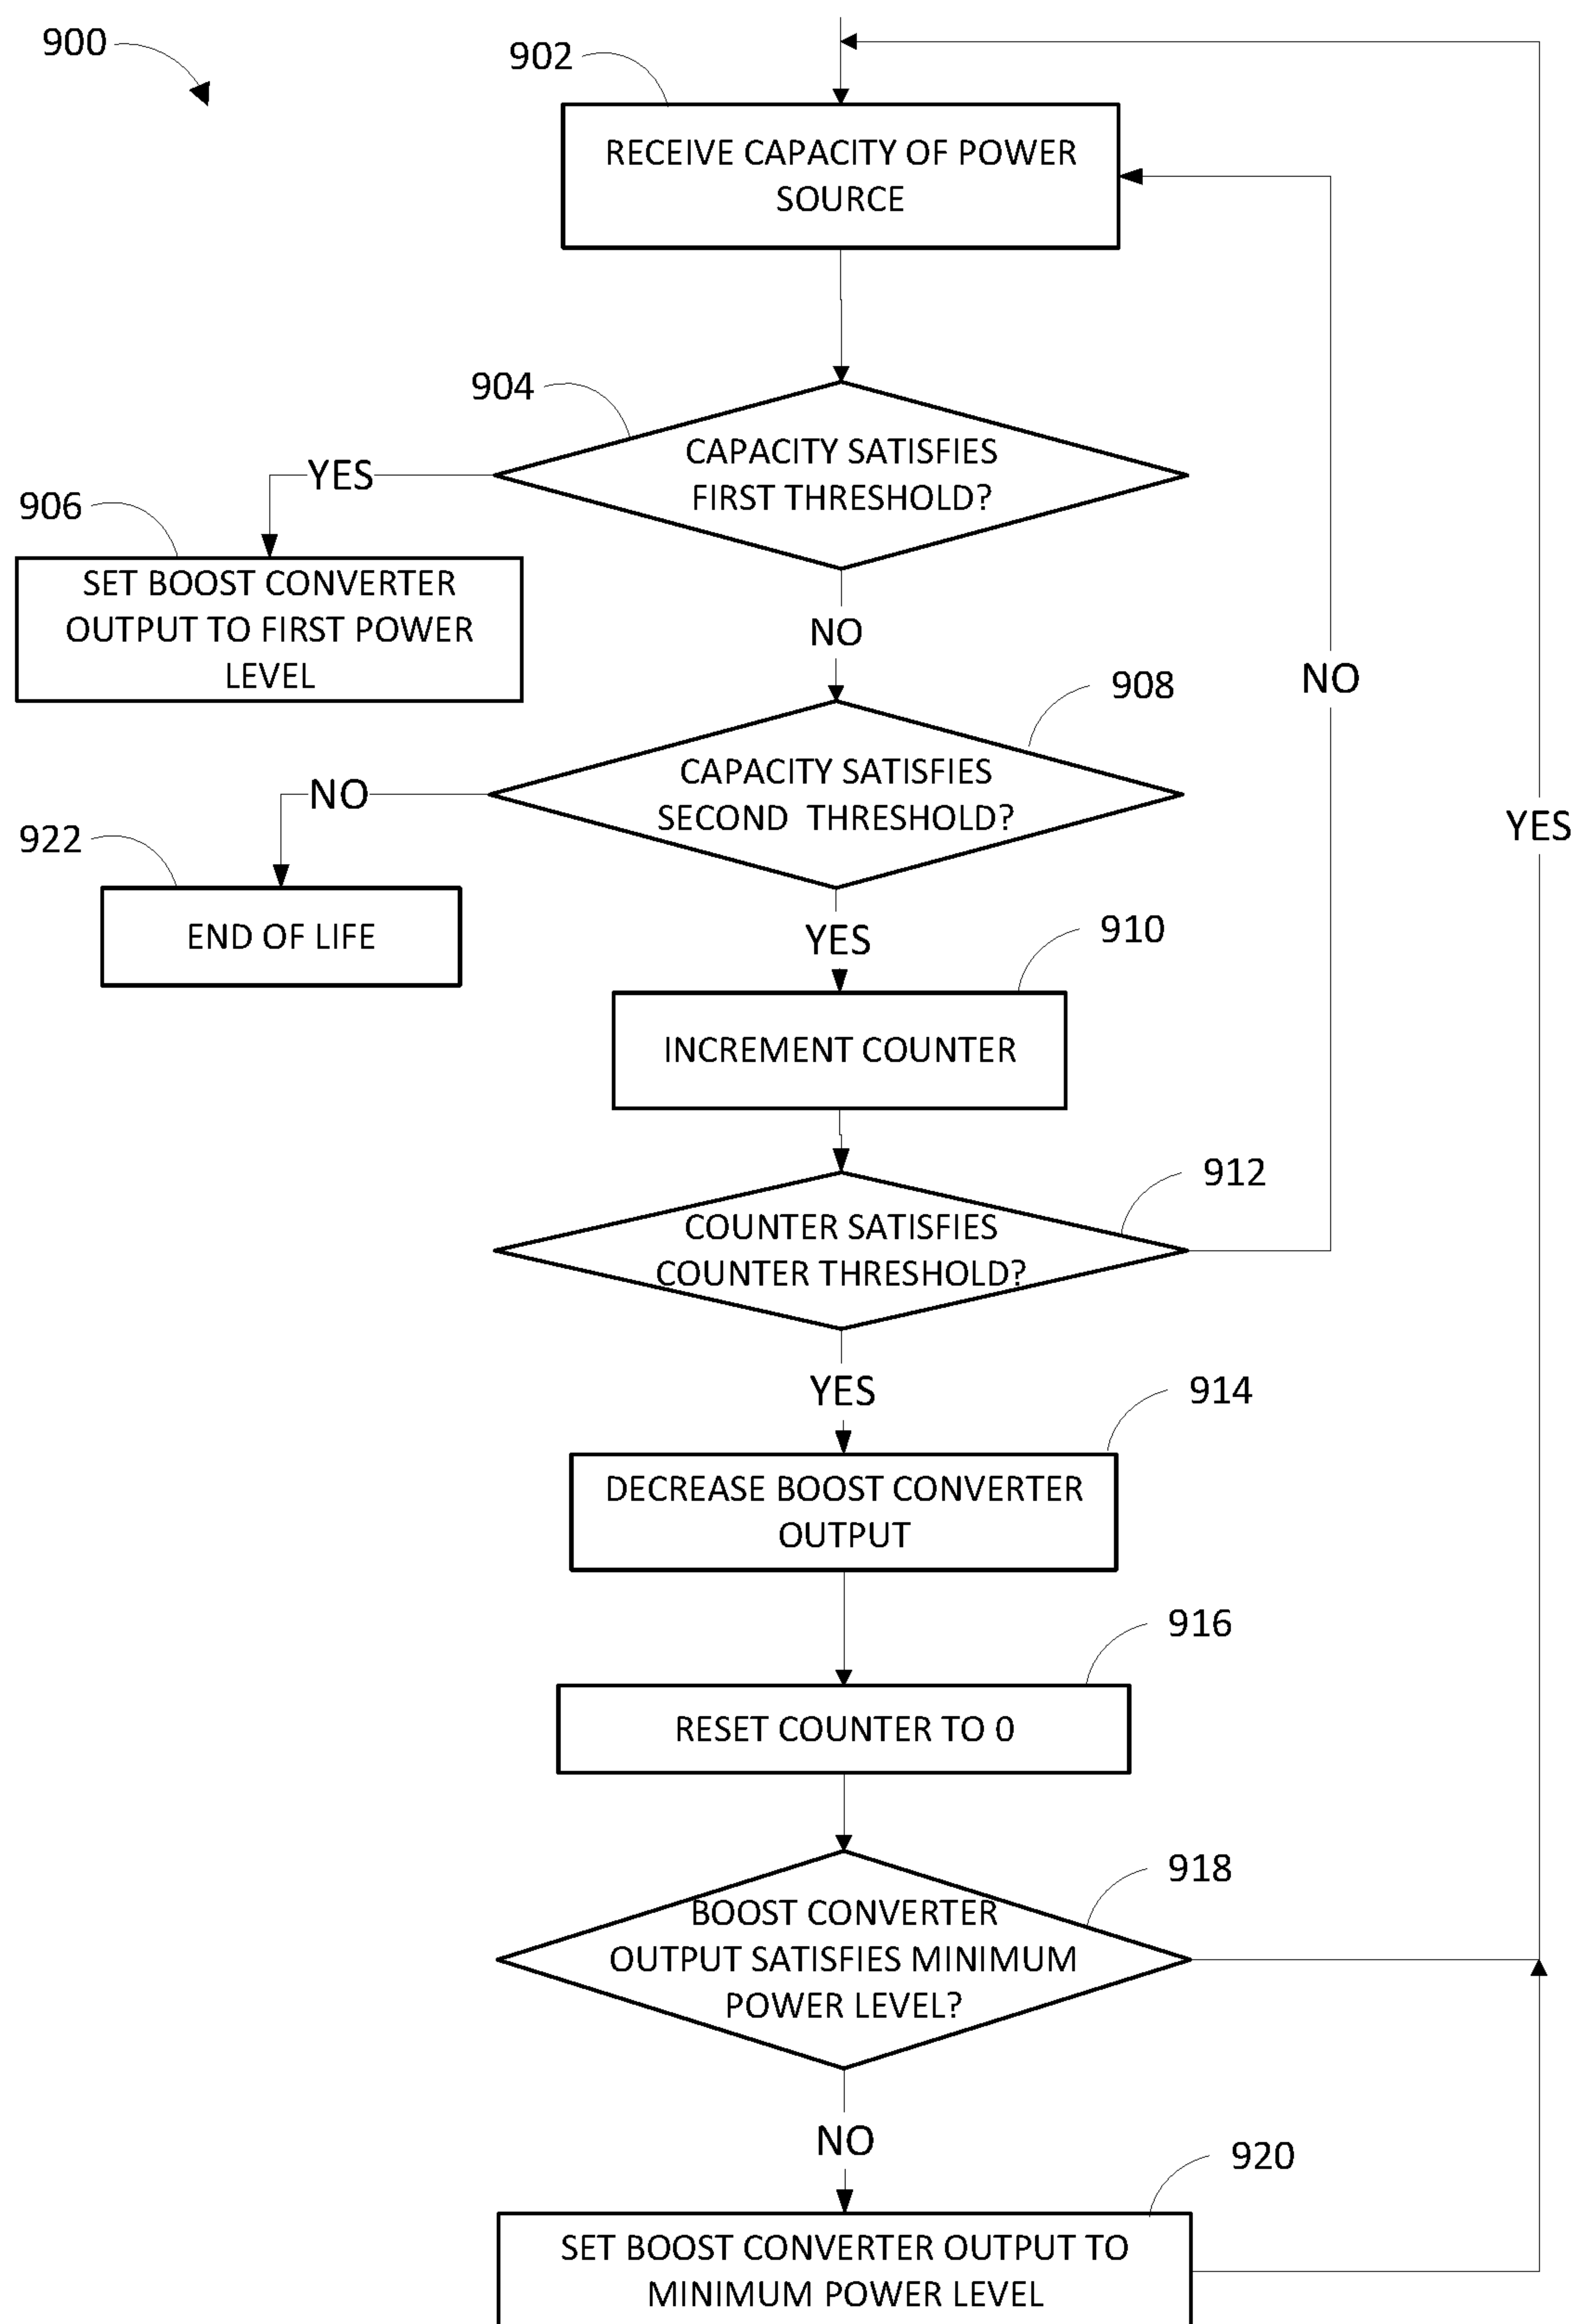 900
902
RECEIVE CAPACITY OF POWER
SOURCE
904
CAPACITY SATISFIES
FIRST THRESHOLD?
YES
906
SET BOOST CONVERTER
OUTPUT TO FIRST POWER
LEVEL
NO
908
CAPACITY SATISFIES
SECOND THRESHOLD?
NO
NO
922
END OF LIFE
YES
YES
910
INCREMENT COUNTER
912
COUNTER SATISFIES
COUNTER THRESHOLD?
YES
914
DECREASE BOOST CONVERTER
OUTPUT
916
RESET COUNTER TO 0
918
BOOST CONVERTER
OUTPUT SATISFIES MINIMUM
POWER LEVEL?
NO
920
SET BOOST CONVERTER OUTPUT TO
MINIMUM POWER LEVEL